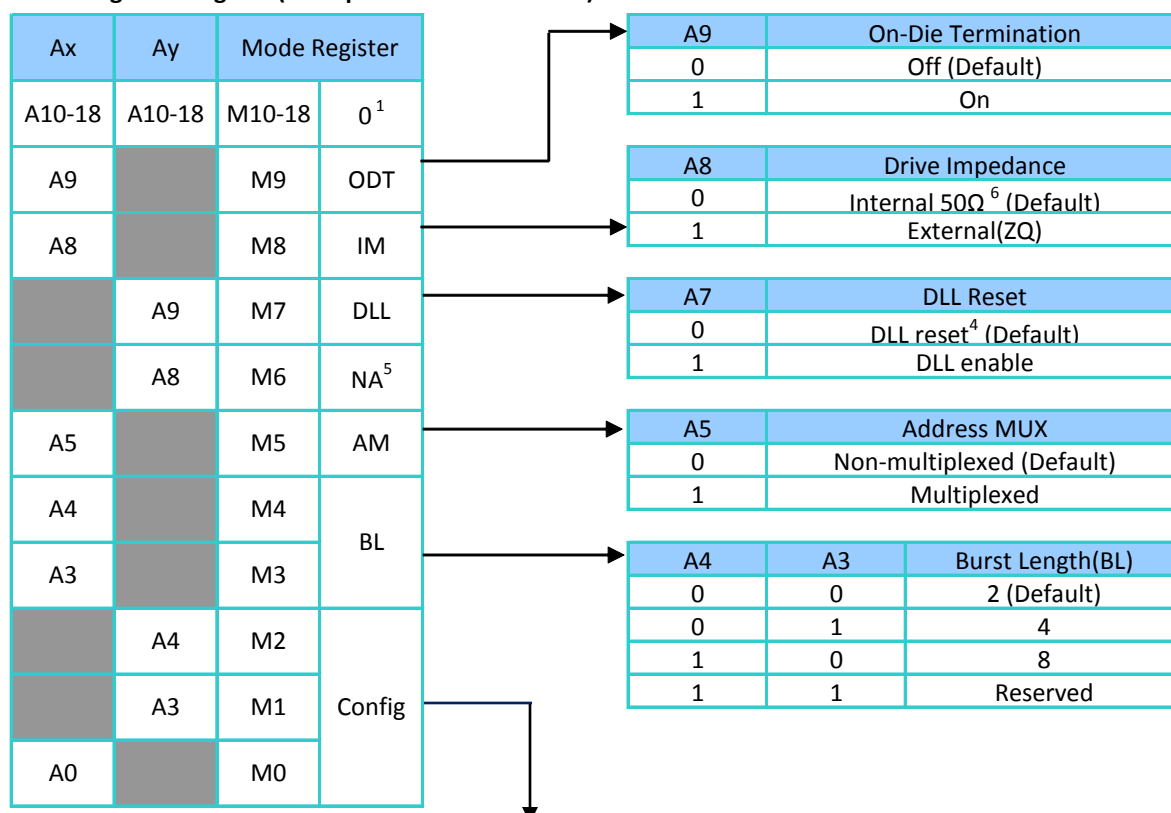 Ax Ay Mode Register
A10-18 A10-18 M10-18 0¹
A9 M9 ODT
A8 M8 IM
A9 M7 DLL
A8 M6 NA⁵
A5 M5 AM
A4 M4
BL
A3 M3
A4 M2
A3 M1 Config
A0 M0
A9 On-Die Termination
0 Off (Default)
1 On
A8 Drive Impedance
0 Internal 50Ω ⁶ (Default)
1 External(ZQ)
A7 DLL Reset
0 DLL reset⁴ (Default)
1 DLL enable
A5 Address MUX
0 Non-multiplexed (Default)
1 Multiplexed
A4 A3 Burst Length(BL)
0 0 2 (Default)
0 1 4
1 0 8
1 1 Reserved